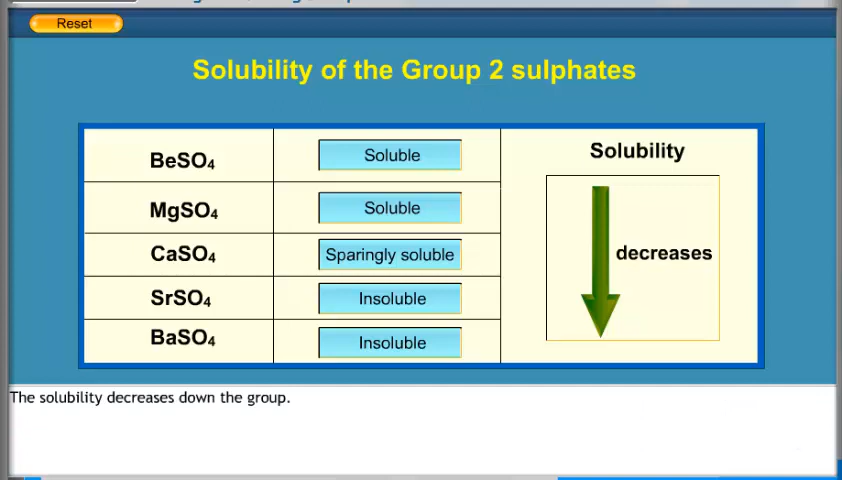 Reset
Solubility of the Group 2 sulphates
BeSO₄ Soluble Solubility
MgSO₄ Soluble
CaSO₄ Sparingly soluble decreases
SrSO₄ Insoluble
BaSO₄ Insoluble
The solubility decreases down the group.